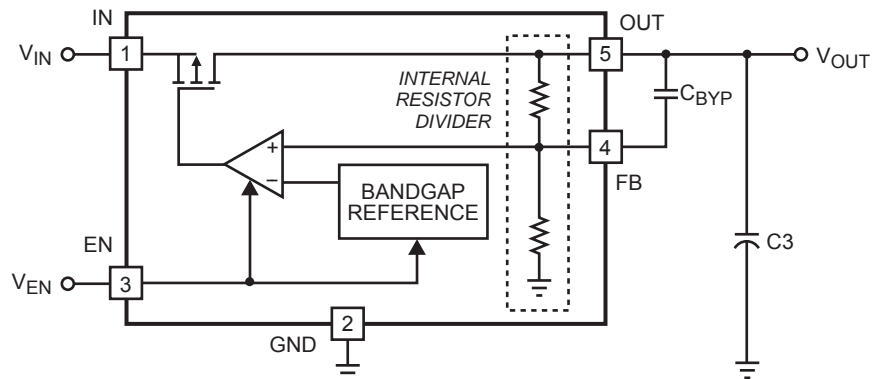 IN
OUT
V_IN
1
5
V_OUT
INTERNAL
RESISTOR
DIVIDER
C_BYP
+
4
–
FB
BANDGAP
REFERENCE
EN
C3
V_EN
3
2
GND